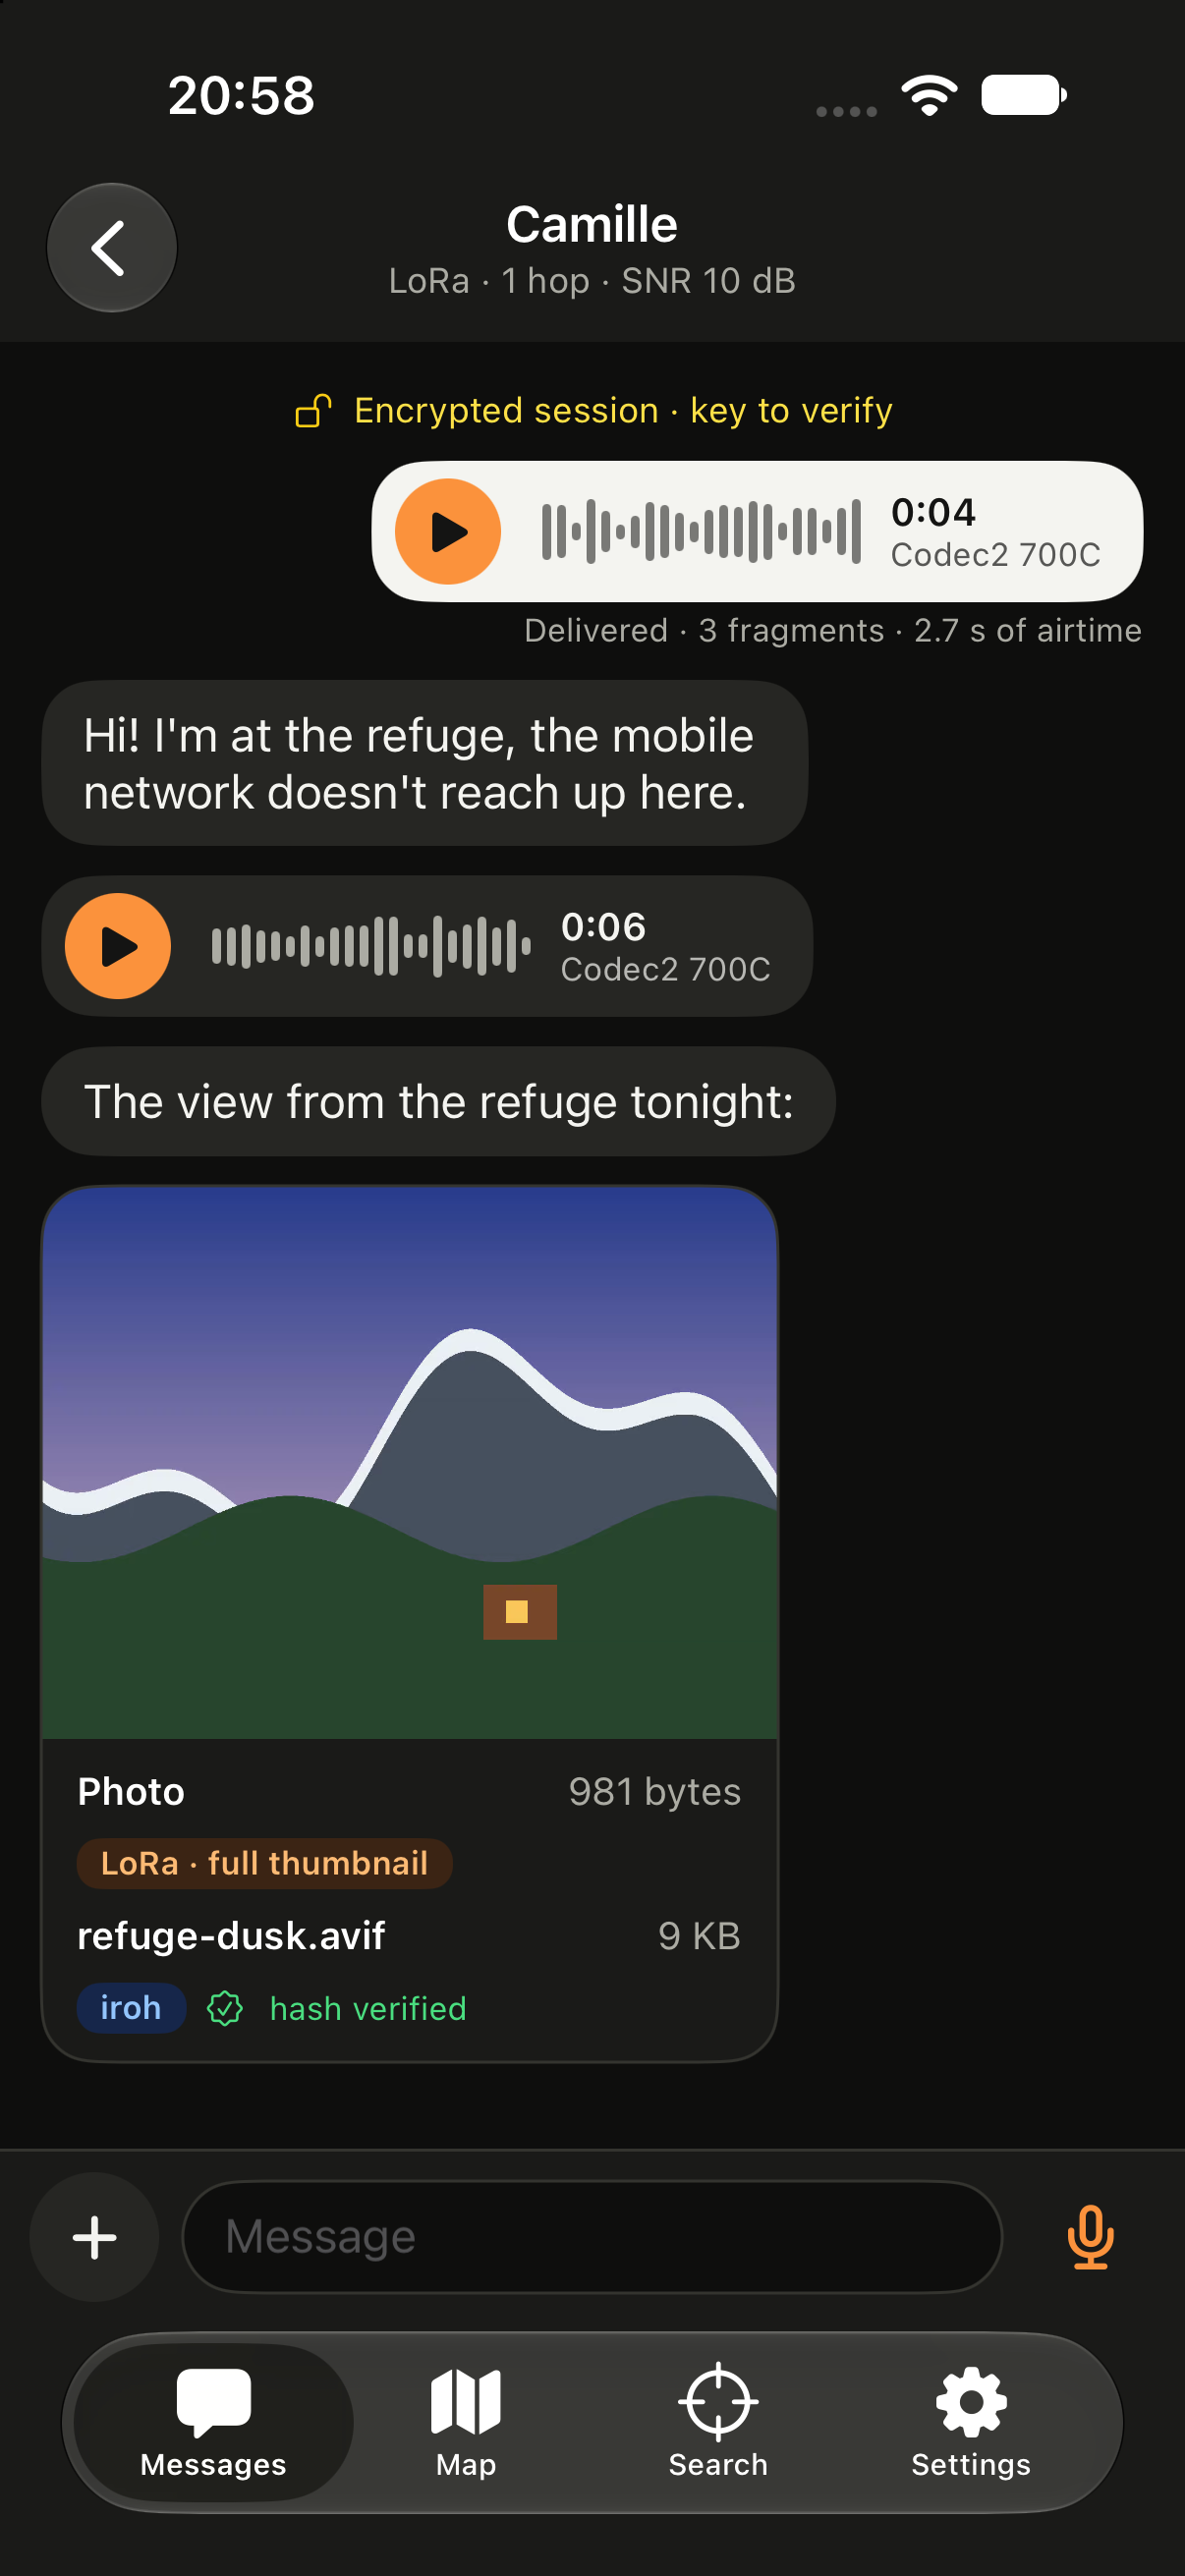 20:58
Camille
LoRa · 1 hop · SNR 10 dB
Encrypted session · key to verify
0:04
Codec2 700C
Delivered · 3 fragments · 2.7 s of airtime
Hi! I'm at the refuge, the mobile
network doesn't reach up here.
0:06
Codec2 700C
The view from the refuge tonight:
Photo 981 bytes
LoRa · full thumbnail
refuge-dusk.avif 9 KB
iroh hash verified
Message
Messages Map Search Settings